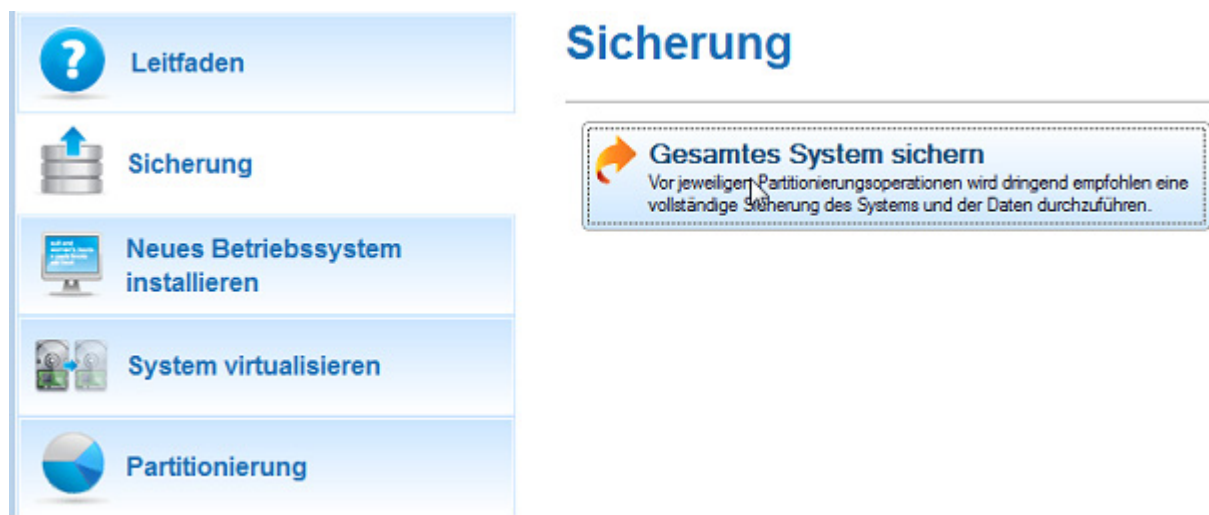 Leitfaden
Sicherung
Neues Betriebssystem
installieren
System virtualisieren
Partitionierung
Sicherung
Gesamtes System sichern
Vor jeweiligen Partitionierungsoperationen wird dringend empfohlen eine
vollständige Sicherung des Systems und der Daten durchzuführen.